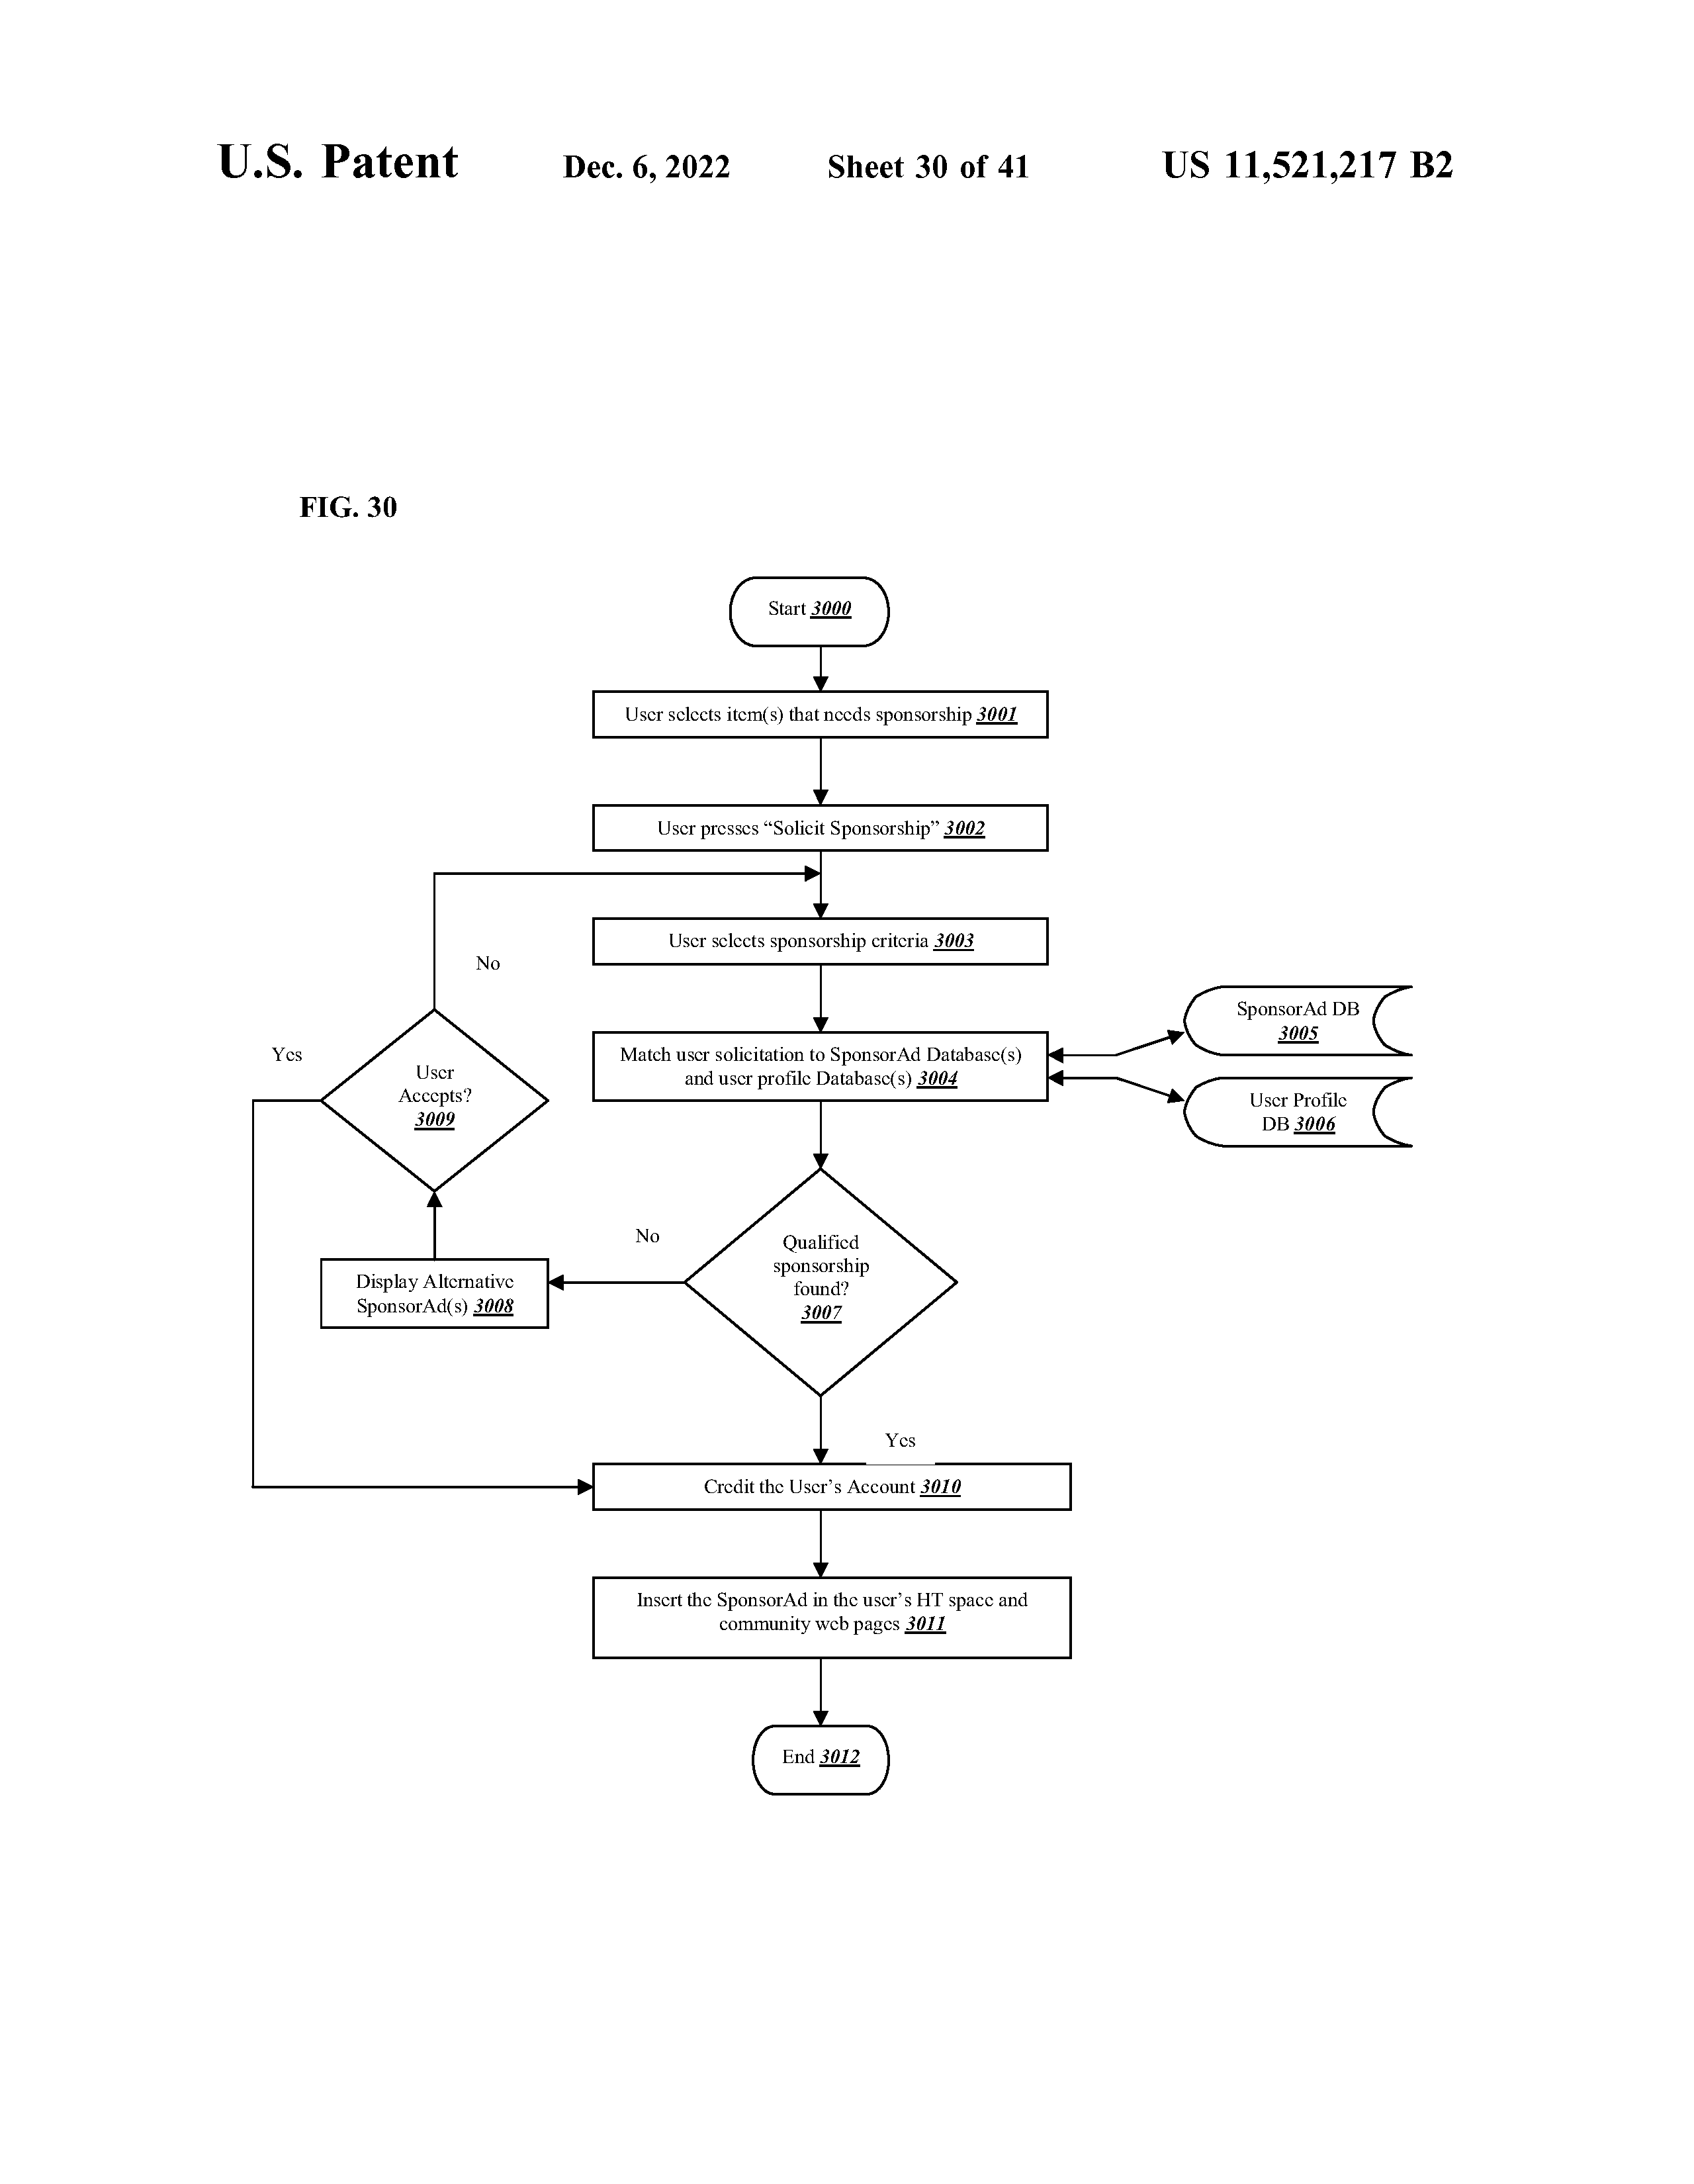 U.S. Patent Dec. 6, 2022 Sheet 30 of 41 US 11,521,217 B2
FIG. 30
Start 3000
User selects item(s) that needs sponsorship 3001
User presses “Solicit Sponsorship” 3002
User selects sponsorship criteria 3003
No
Yes
User
Accepts?
3009
Match user solicitation to SponsorAd Database(s)
and user profile Database(s) 3004
SponsorAd DB
3005
User Profile
DB 3006
No
Qualified
sponsorship
found?
3007
Display Alternative
SponsorAd(s) 3008
Yes
Credit the User’s Account 3010
Insert the SponsorAd in the user’s HT space and
community web pages 3011
End 3012